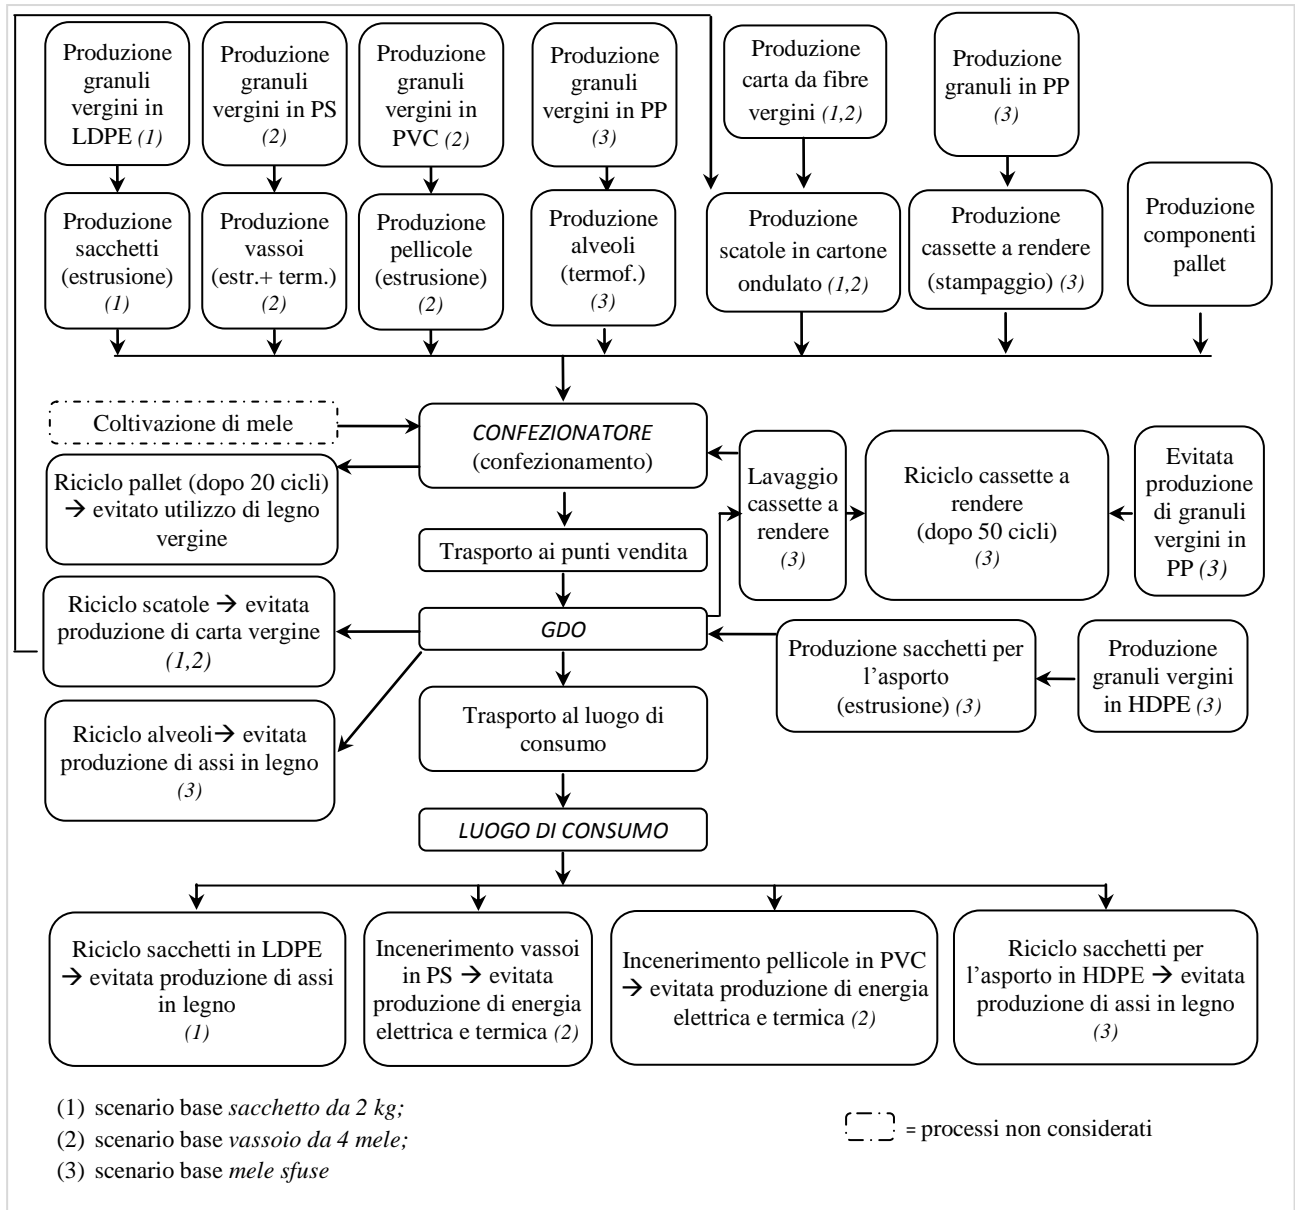 Produzione
granuli
vergini in
LDPE (1)
Produzione
granuli
vergini in PS
(2)
Produzione
granuli
vergini in
PVC (2)
Produzione
granuli
vergini in PP
(3)
Produzione
carta da fibre
vergini (1,2)
Produzione
granuli in PP
(3)
Produzione
sacchetti
(estrusione)
(1)
Produzione
vassoi
(estr.+ term.)
(2)
Produzione
pellicole
(estrusione)
(2)
Produzione
alveoli
(termof.)
(3)
Produzione
scatole in cartone
ondulato (1,2)
Produzione
cassette a rendere
(stampaggio) (3)
Produzione
componenti
pallet
Coltivazione di mele
CONFEZIONATORE
(confezionamento)
Riciclo pallet (dopo 20 cicli)
→ evitato utilizzo di legno
vergine
Lavaggio
cassette a
rendere
(3)
Riciclo cassette a
rendere
(dopo 50 cicli)
(3)
Evitata
produzione
di granuli
vergini in
PP (3)
Trasporto ai punti vendita
Riciclo scatole → evitata
produzione di carta vergine
(1,2)
GDO
Produzione sacchetti per
l'asporto
(estrusione) (3)
Produzione
granuli vergini
in HDPE (3)
Riciclo alveoli→ evitata
produzione di assi in legno
(3)
Trasporto al luogo di
consumo
LUOGO DI CONSUMO
Riciclo sacchetti in LDPE
→ evitata produzione di assi
in legno
(1)
Incenerimento vassoi
in PS → evitata
produzione di energia
elettrica e termica (2)
Incenerimento pellicole in PVC
→ evitata produzione di energia
elettrica e termica (2)
Riciclo sacchetti per
l'asporto in HDPE → evitata
produzione di assi in legno
(3)
(1) scenario base sacchetto da 2 kg;
(2) scenario base vassoio da 4 mele;
(3) scenario base mele sfuse
= processi non considerati